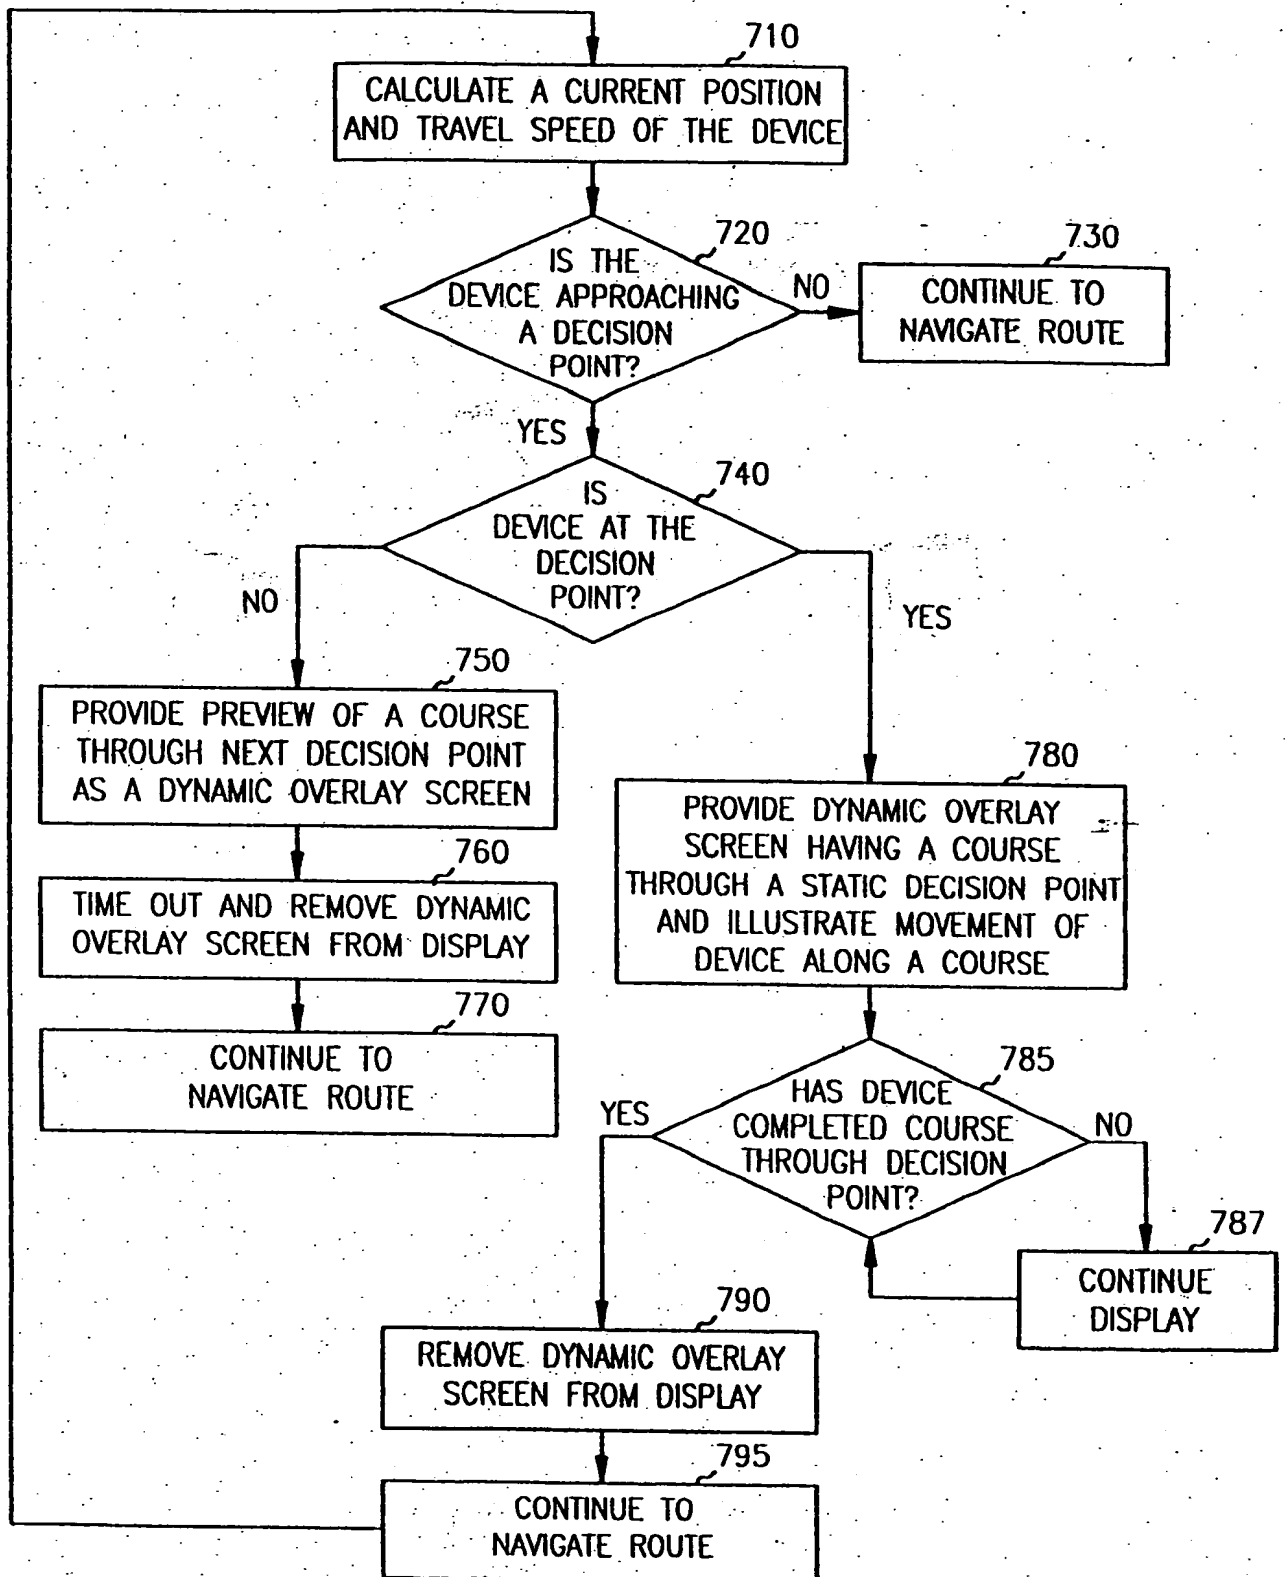 710
CALCULATE A CURRENT POSITION
AND TRAVEL SPEED OF THE DEVICE
720
IS THE
DEVICE APPROACHING
A DECISION
POINT?
NO
730
CONTINUE TO
NAVIGATE ROUTE
YES
740
IS
DEVICE AT THE
DECISION
POINT?
NO
YES
750
PROVIDE PREVIEW OF A COURSE
THROUGH NEXT DECISION POINT
AS A DYNAMIC OVERLAY SCREEN
760
TIME OUT AND REMOVE DYNAMIC
OVERLAY SCREEN FROM DISPLAY
770
CONTINUE TO
NAVIGATE ROUTE
780
PROVIDE DYNAMIC OVERLAY
SCREEN HAVING A COURSE
THROUGH A STATIC DECISION POINT
AND ILLUSTRATE MOVEMENT OF
DEVICE ALONG A COURSE
785
HAS DEVICE
COMPLETED COURSE
THROUGH DECISION
POINT?
YES
NO
787
CONTINUE
DISPLAY
790
REMOVE DYNAMIC OVERLAY
SCREEN FROM DISPLAY
795
CONTINUE TO
NAVIGATE ROUTE